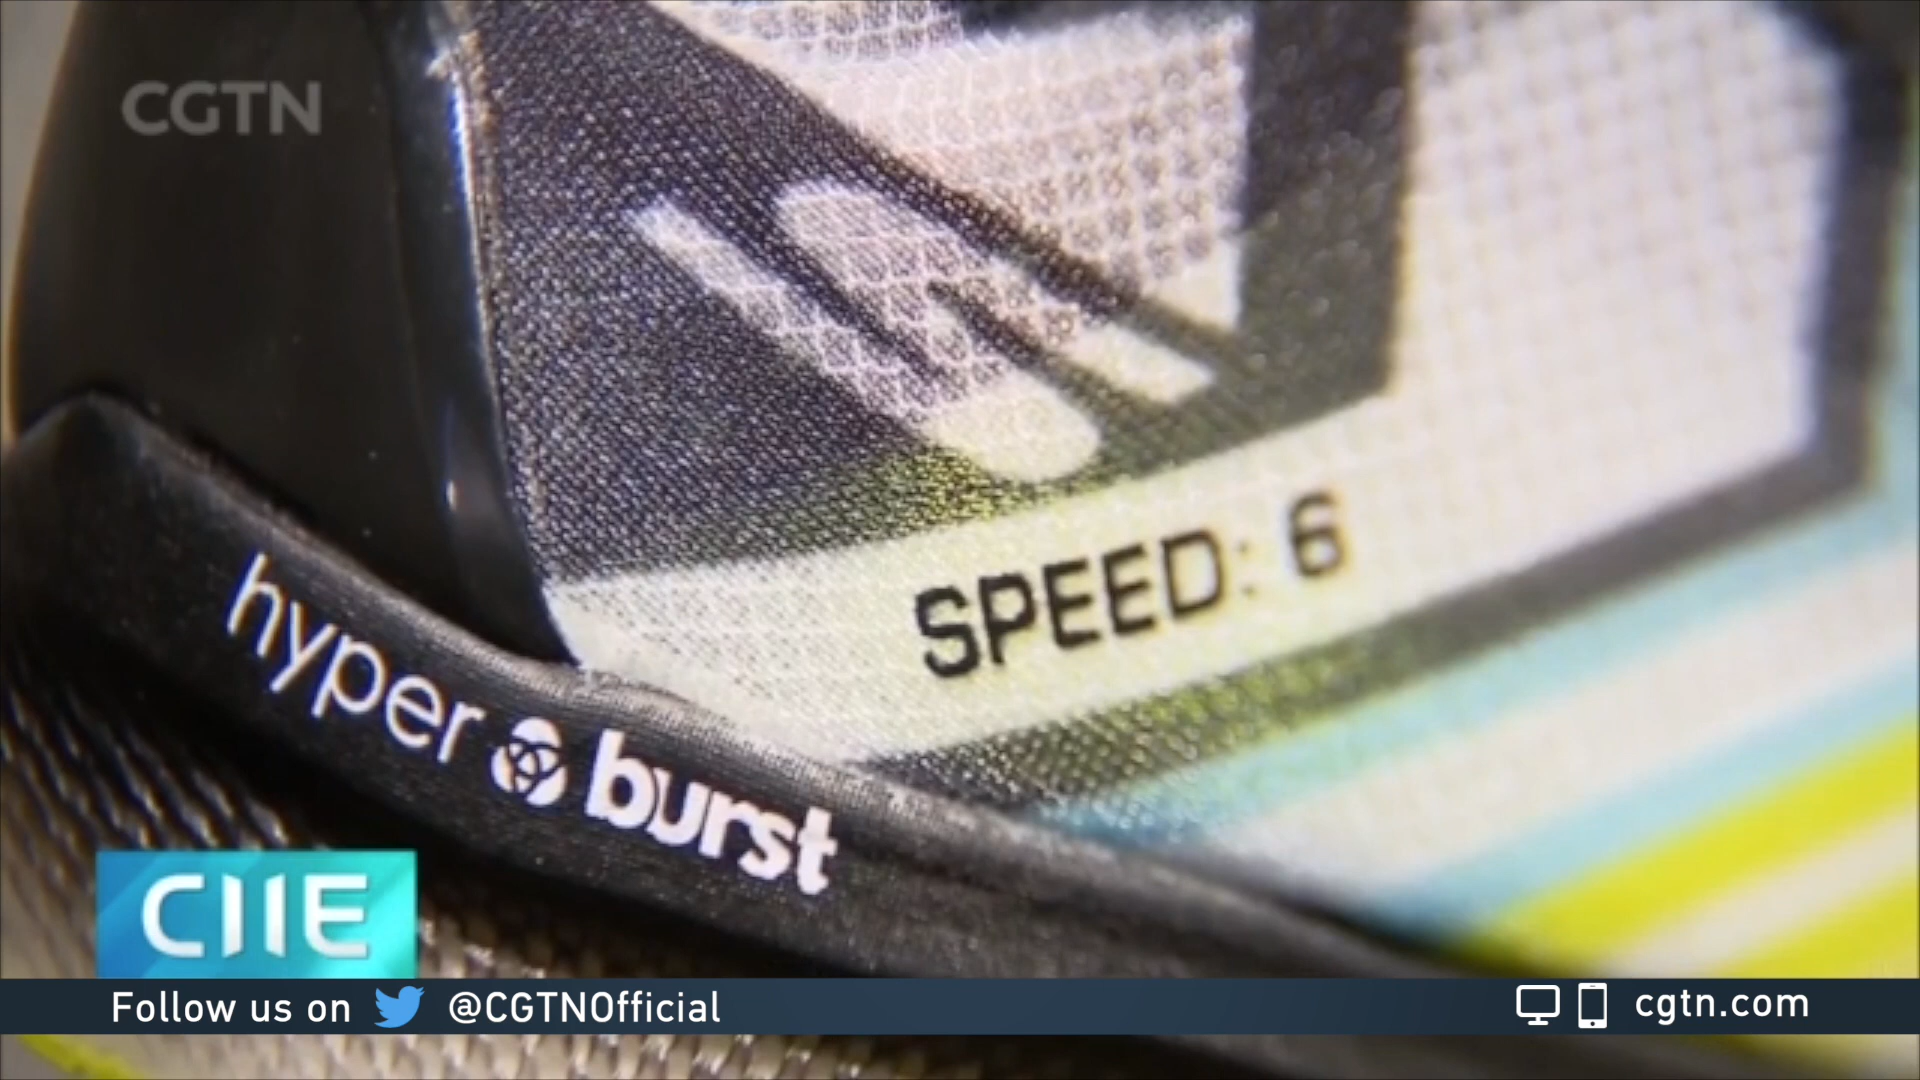 CGTN
SPEED: 6
hyper burst
CIIE
Follow us on @CGTNOfficial
cgtn.com